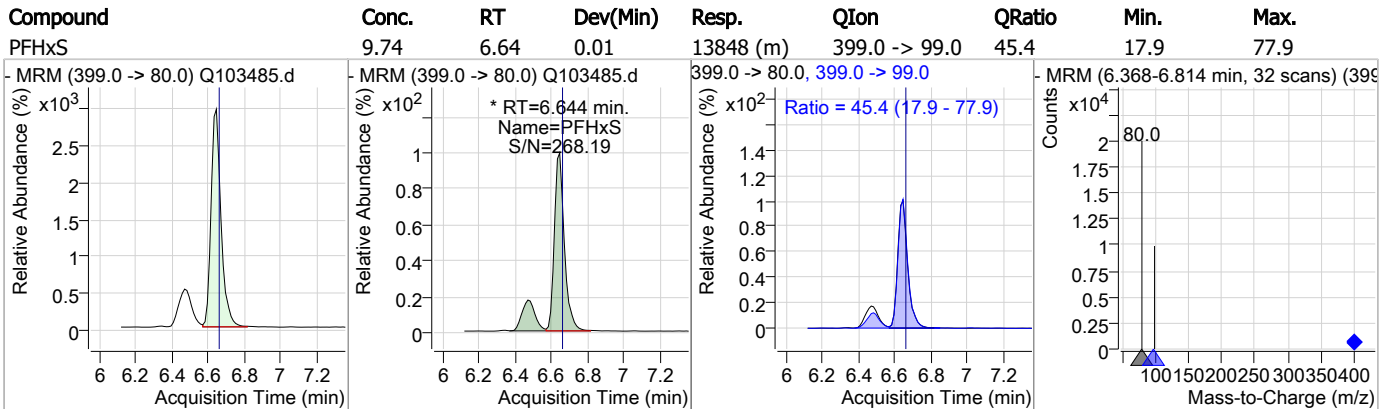 Compound Conc. RT Dev(Min) Resp. QIon QRatio Min. Max.
PFHxS 9.74 6.64 0.01 13848 (m) 399.0 -> 99.0 45.4 17.9 77.9
- MRM (399.0 -> 80.0) Q103485.d
x10³
Relative Abundance (%)
2.5
2
1.5
1
0.5
0
6 6.2 6.4 6.6 6.8 7 7.2
Acquisition Time (min)
- MRM (399.0 -> 80.0) Q103485.d
x10²
* RT=6.644 min.
Name=PFHxS
S/N=268.19
Relative Abundance (%)
1
0.8
0.6
0.4
0.2
0
6 6.2 6.4 6.6 6.8 7 7.2
Acquisition Time (min)
399.0 -> 80.0, 399.0 -> 99.0
x10²
Ratio = 45.4 (17.9 - 77.9)
Relative Abundance (%)
1.4
1.2
1
0.8
0.6
0.4
0.2
0
6 6.2 6.4 6.6 6.8 7 7.2
Acquisition Time (min)
- MRM (6.368-6.814 min, 32 scans) (399
x10⁴
Counts
80.0
2
1.75
1.5
1.25
1
0.75
0.5
0.25
0
100 150 200 250 300 350 400
Mass-to-Charge (m/z)